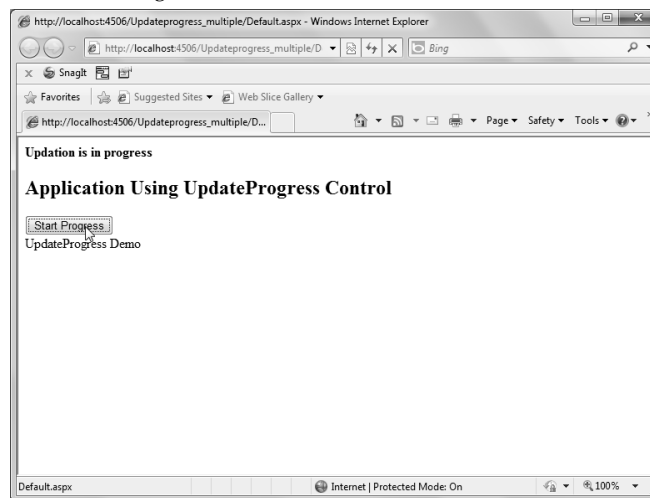 http://localhost:4506/Updateprogress_multiple/Default.aspx - Windows Internet Explorer
http://localhost:4506/Updateprogress_multiple/D
Bing
x SnagIt
Favorites Suggested Sites Web Slice Gallery
http://localhost:4506/Updateprogress_multiple/D... Page Safety Tools
Updation is in progress
Application Using UpdateProgress Control
Start Progress
UpdateProgress Demo
Default.aspx Internet | Protected Mode: On 100%